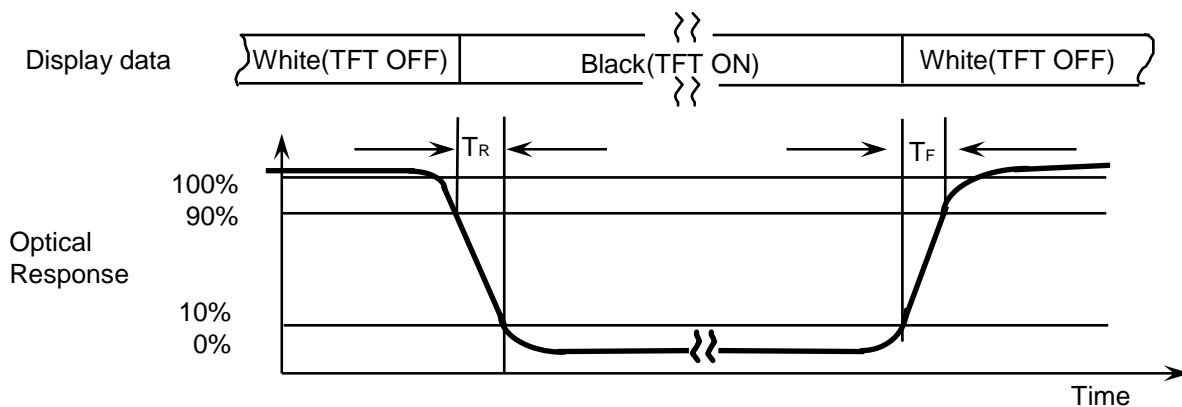 Display data
White(TFT OFF)
Black(TFT ON)
White(TFT OFF)
TR
TF
100%
90%
Optical
Response
10%
0%
Time